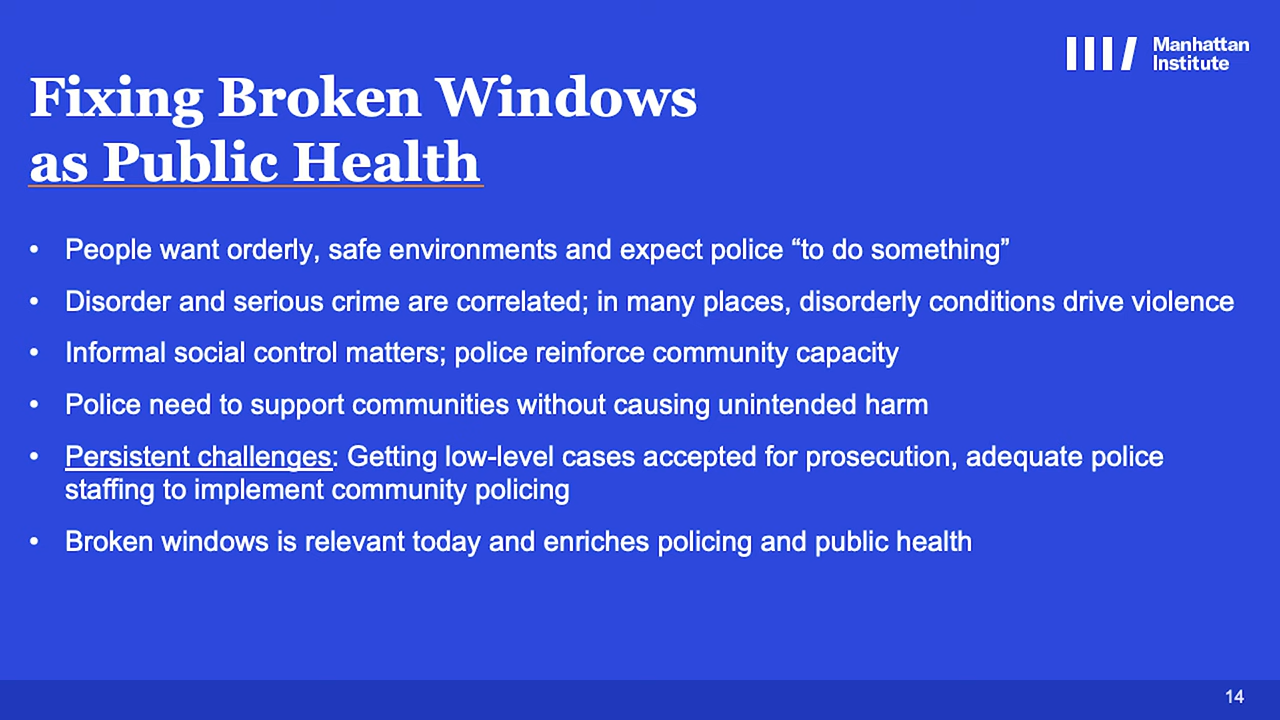 Manhattan
Institute
Fixing Broken Windows
as Public Health
• People want orderly, safe environments and expect police “to do something”
• Disorder and serious crime are correlated; in many places, disorderly conditions drive violence
• Informal social control matters; police reinforce community capacity
• Police need to support communities without causing unintended harm
• Persistent challenges: Getting low-level cases accepted for prosecution, adequate police
staffing to implement community policing
• Broken windows is relevant today and enriches policing and public health
14